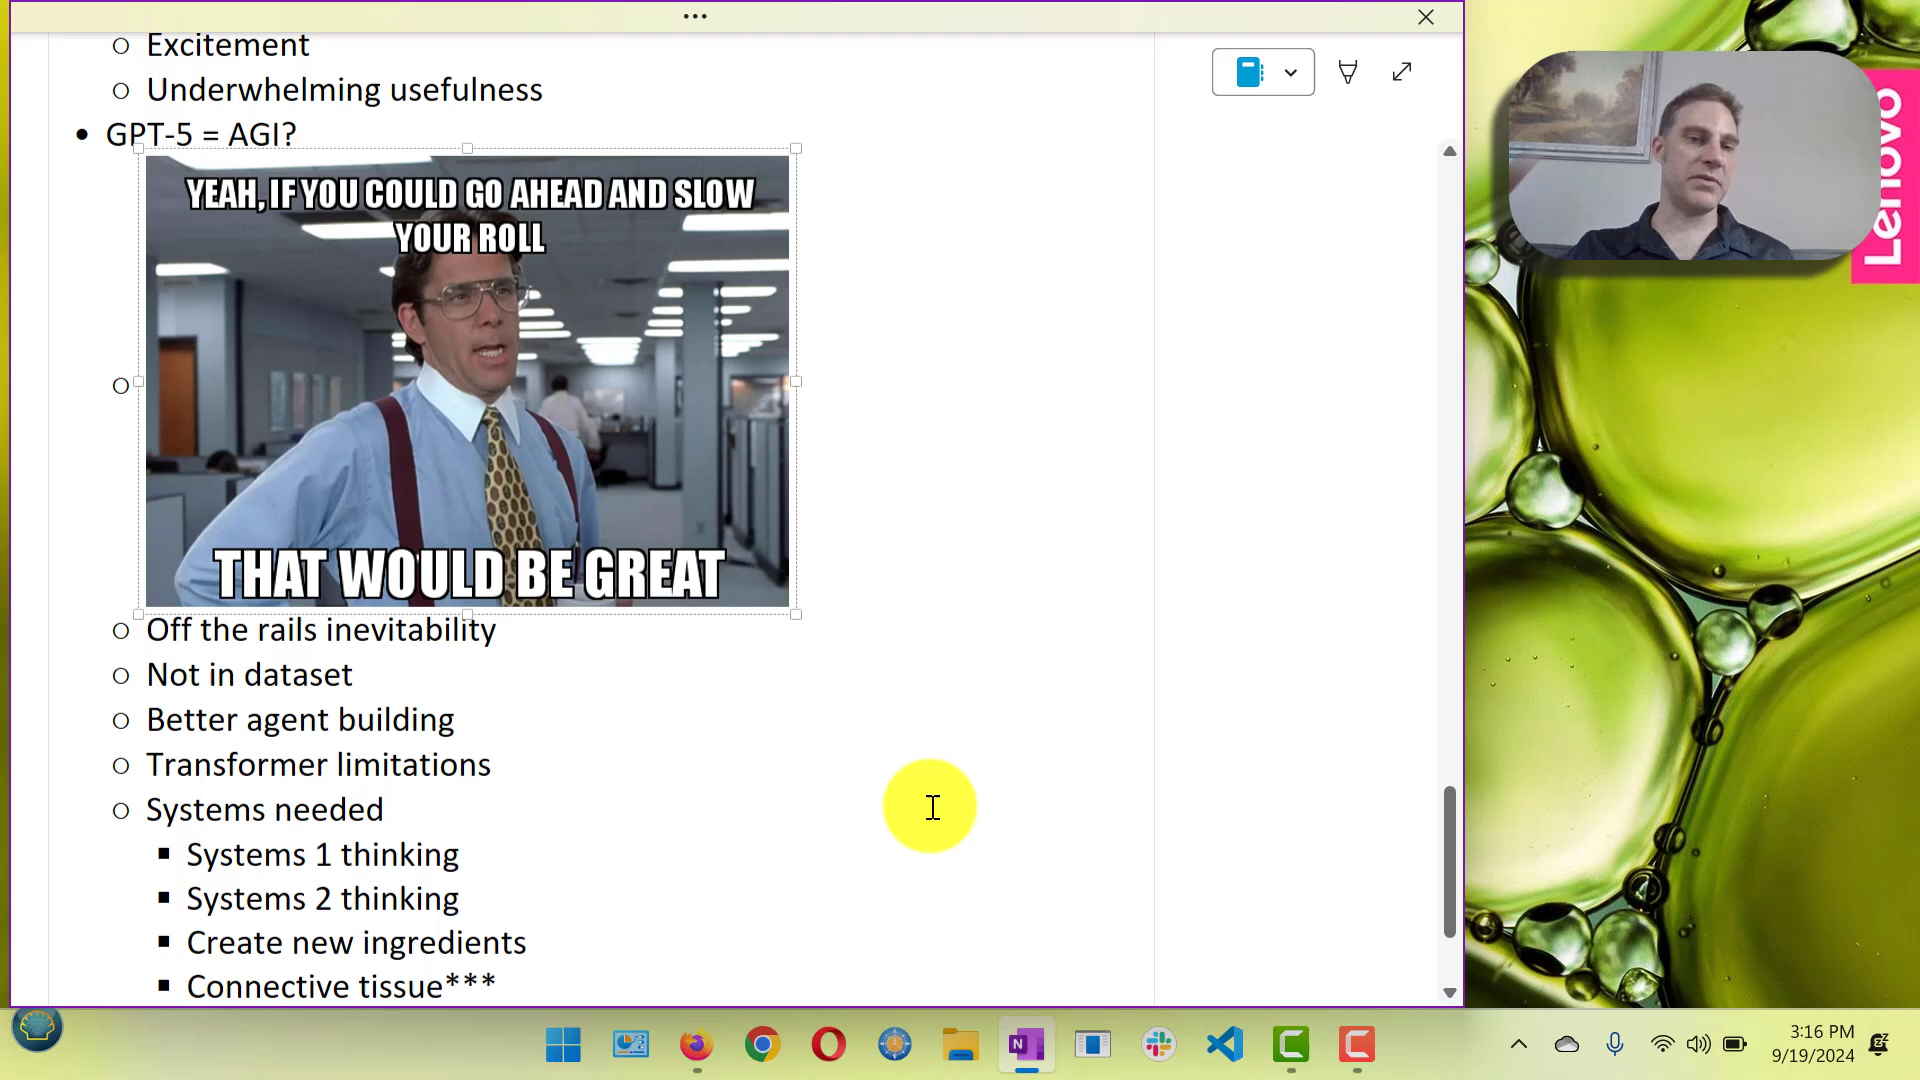 Excitement
Underwhelming usefulness
GPT-5 = AGI?
YEAH, IF YOU COULD GO AHEAD AND SLOW
YOUR ROLL
THAT WOULD BE GREAT
Off the rails inevitability
Not in dataset
Better agent building
Transformer limitations
Systems needed
Systems 1 thinking
Systems 2 thinking
Create new ingredients
Connective tissue***
Lenovo
N
3:16 PM
9/19/2024